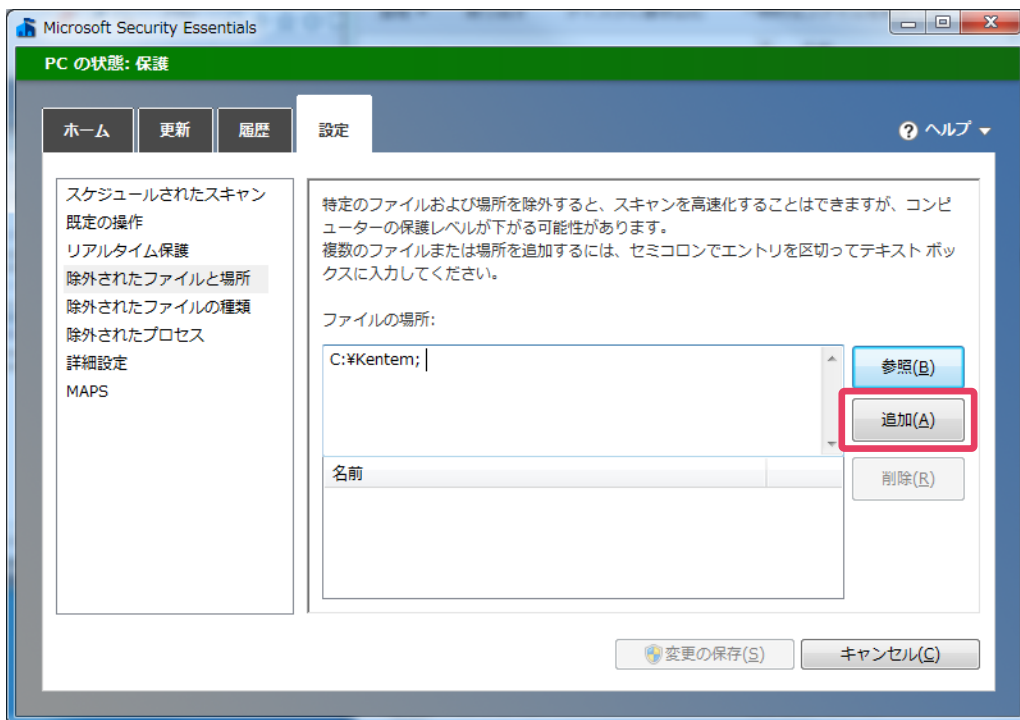 Microsoft Security Essentials
PC の状態: 保護
ホーム
更新
履歴
設定
ヘルプ
スケジュールされたスキャン
既定の操作
リアルタイム保護
除外されたファイルと場所
除外されたファイルの種類
除外されたプロセス
詳細設定
MAPS
特定のファイルおよび場所を除外すると、スキャンを高速化することはできますが、コンピ
ューターの保護レベルが下がる可能性があります。
複数のファイルまたは場所を追加するには、セミコロンでエントリを区切ってテキスト ボッ
クスに入力してください。
ファイルの場所:
C:¥Kentem;
参照(B)
追加(A)
名前
削除(R)
変更の保存(S)
キャンセル(C)